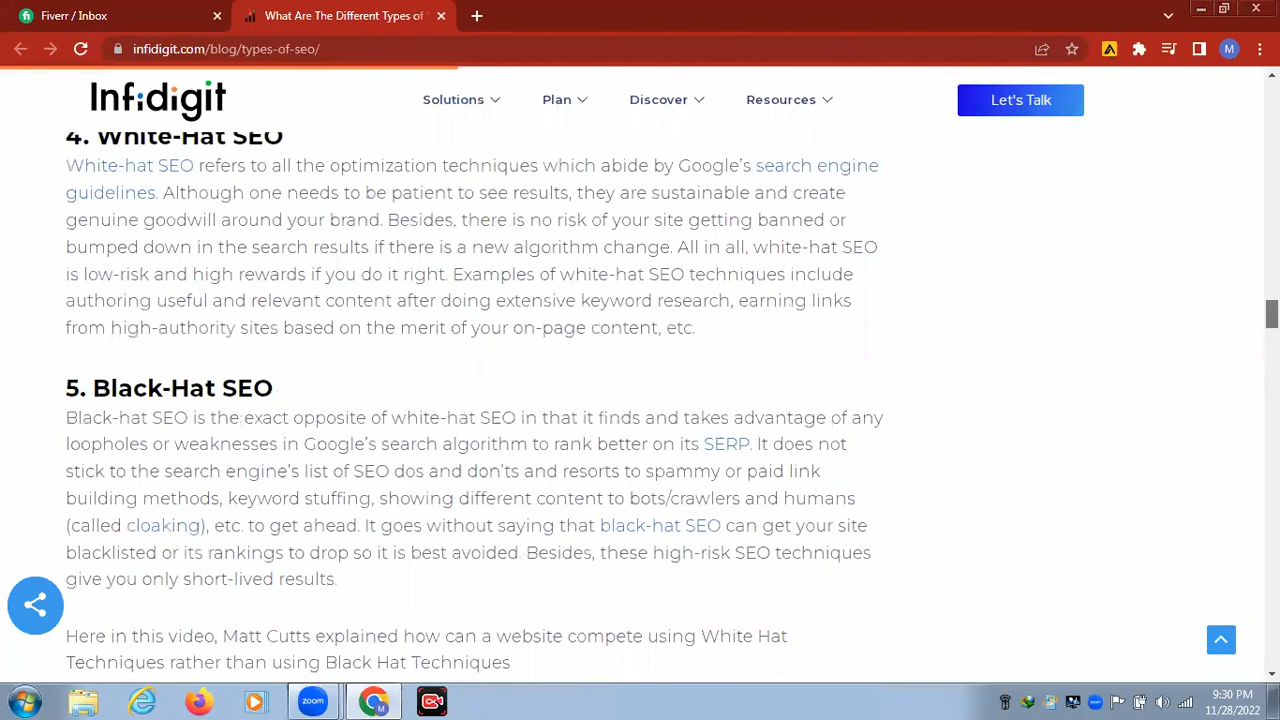 Fiverr / Inbox
What Are The Different Types of
infidigit.com/blog/types-of-seo/
M
Infidigit
Solutions
Plan
Discover
Resources
Let's Talk
4. White-Hat SEO
White-hat SEO refers to all the optimization techniques which abide by Google's search engine
guidelines. Although one needs to be patient to see results, they are sustainable and create
genuine goodwill around your brand. Besides, there is no risk of your site getting banned or
bumped down in the search results if there is a new algorithm change. All in all, white-hat SEO
is low-risk and high rewards if you do it right. Examples of white-hat SEO techniques include
authoring useful and relevant content after doing extensive keyword research, earning links
from high-authority sites based on the merit of your on-page content, etc.
5. Black-Hat SEO
Black-hat SEO is the exact opposite of white-hat SEO in that it finds and takes advantage of any
loopholes or weaknesses in Google's search algorithm to rank better on its SERP. It does not
stick to the search engine's list of SEO dos and don'ts and resorts to spammy or paid link
building methods, keyword stuffing, showing different content to bots/crawlers and humans
(called cloaking), etc. to get ahead. It goes without saying that black-hat SEO can get your site
blacklisted or its rankings to drop so it is best avoided. Besides, these high-risk SEO techniques
give you only short-lived results.
Here in this video, Matt Cutts explained how can a website compete using White Hat
Techniques rather than using Black Hat Techniques.
zoom
M
9:30 PM
11/28/2022